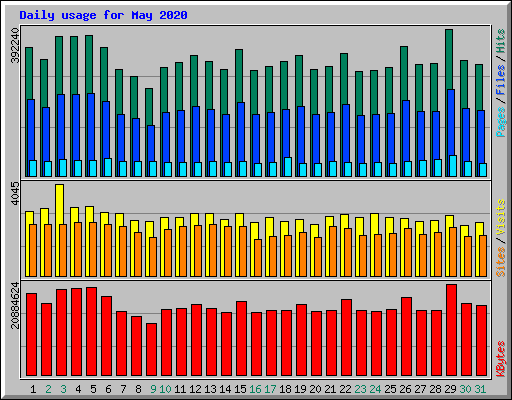 Daily usage for May 2020
392240
Pages / Files / Hits
4045
Sites / Visits
20884624
KBytes
1 2 3 4 5 6 7 8 9 10 11 12 13 14 15 16 17 18 19 20 21 22 23 24 25 26 27 28 29 30 31